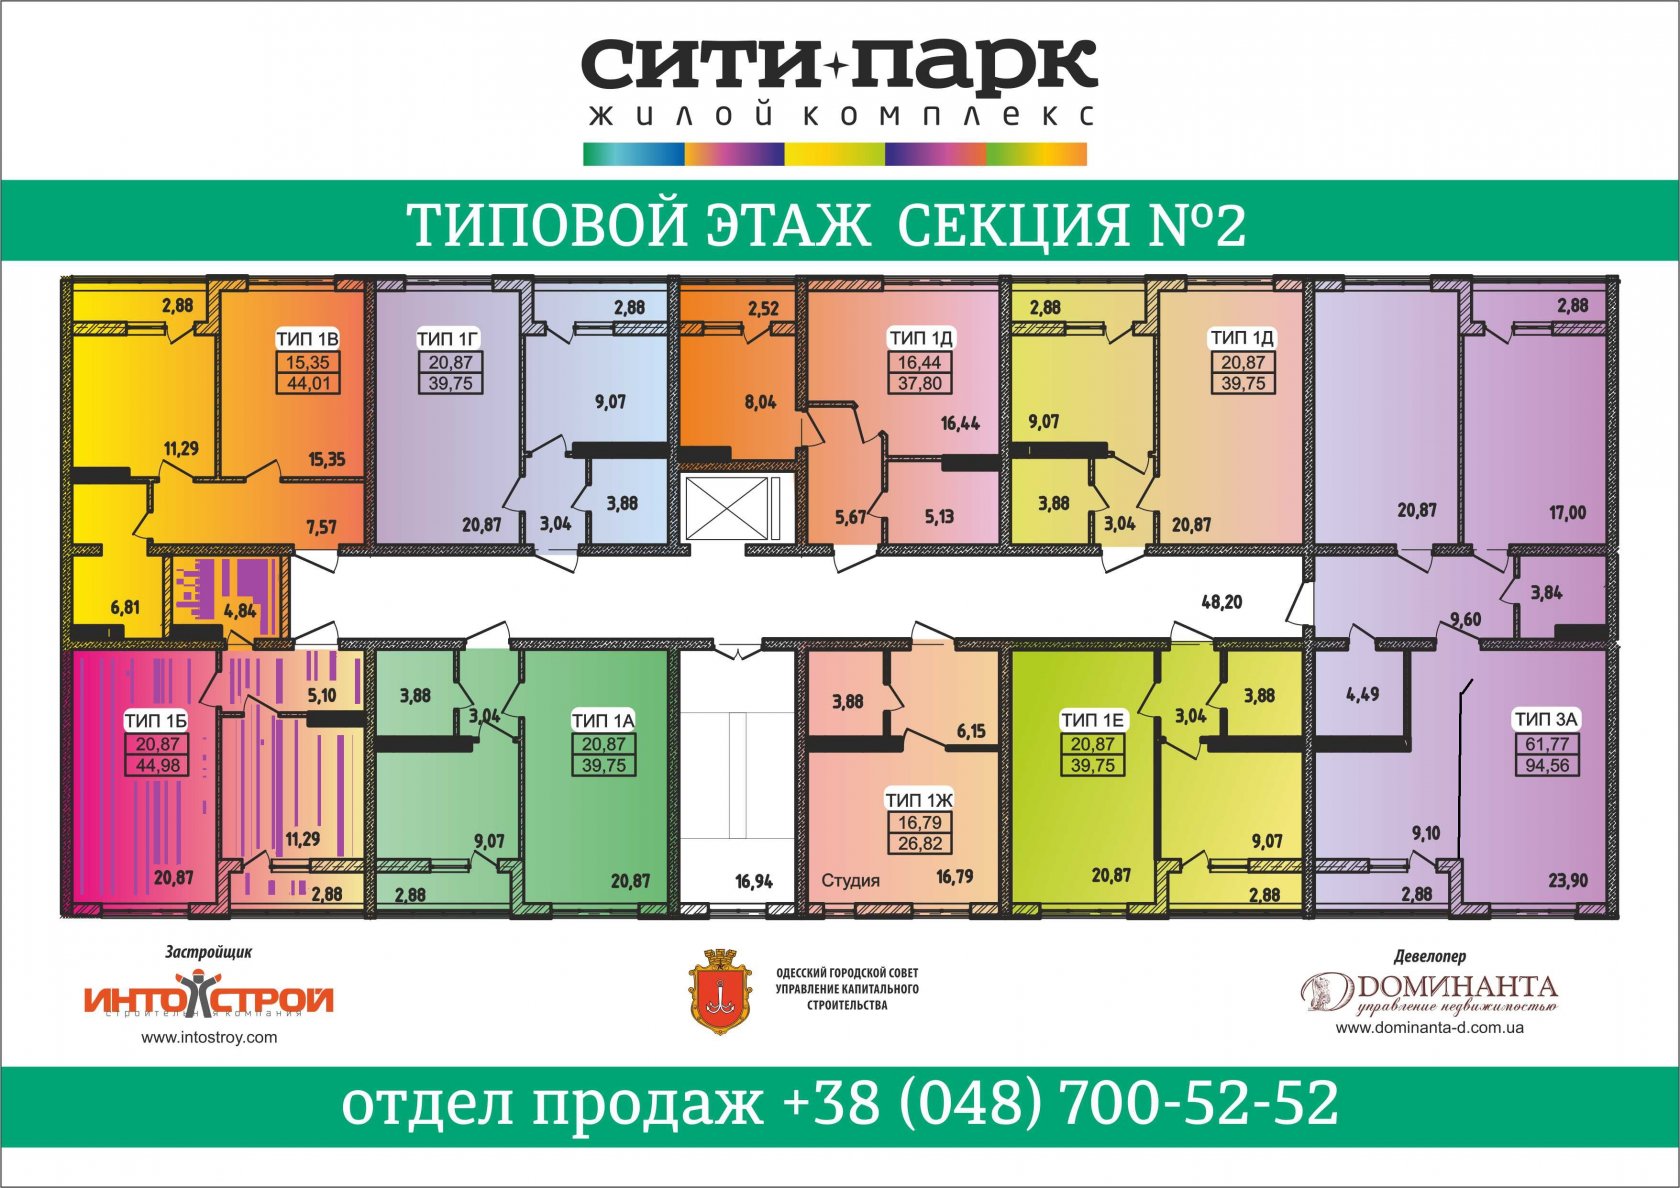 СИТИ ПАРК
ЖИЛОЙ КОМПЛЕКС
ТИПОВОЙ ЭТАЖ СЕКЦИЯ №2
2,88
ТИП 1В
15,35
44,01
11,29
15,35
7,57
6,81
4,84
ТИП 1Г
20,87
39,75
2,88
9,07
20,87
3,04
3,88
2,52
8,04
ТИП 1Д
16,44
37,80
16,44
5,67
5,13
2,88
9,07
ТИП 1Д
20,87
39,75
3,88
3,04
20,87
2,88
20,87
17,00
48,20
9,60
3,84
5,10
ТИП 1Б
20,87
44,98
11,29
20,87
2,88
3,88
3,04
ТИП 1А
20,87
39,75
9,07
2,88
20,87
16,94
3,88
6,15
ТИП 1Ж
16,79
26,82
Студия
16,79
ТИП 1Е
20,87
39,75
3,04
3,88
20,87
9,07
2,88
4,49
ТИП 3А
61,77
94,56
9,10
2,88
23,90
Застройщик
ИНТО СТРОЙ
строительная компания
www.intostroy.com
ОДЕССКИЙ ГОРОДСКОЙ СОВЕТ
УПРАВЛЕНИЕ КАПИТАЛЬНОГО
СТРОИТЕЛЬСТВА
Девелопер
DОМИНАНТА
управление недвижимостью
www.dominanta-d.com.ua
отдел продаж +38 (048) 700-52-52